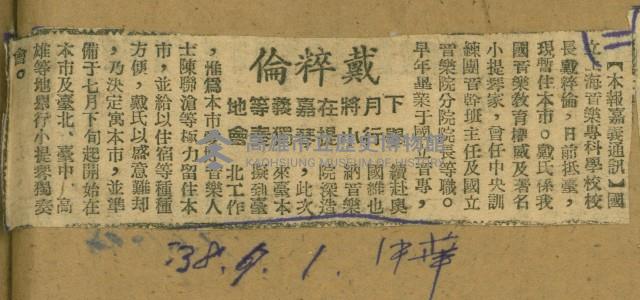 戴粹倫
下月將在嘉義等地
舉行小提琴獨奏會
【本報嘉義通訊】國
立上海音樂專科學校校
長戴粹倫，日前抵臺，
現暫住本市。戴氏係我
國音樂教育權威及著名
小提琴家，曾任中央訓
練團音幹班主任及國立
音樂院分院院長等職。
早年畢業于國立音專，
續赴奧
國維也
納音樂
院深造
，此次
來臺本
擬到臺
北工作
，惟為本市愛好音樂人
士陳聯滄等極力留住本
市，並給以住宿等種種
方便，戴氏以盛意難却
，乃決定寓本市，並準
備于七月下旬起開始在
本市及臺北、臺中、高
雄等地舉行小提琴獨奏
會。
38.9.1. 中華
高雄市立歷史博物館
KAOHSIUNG MUSEUM OF HISTORY